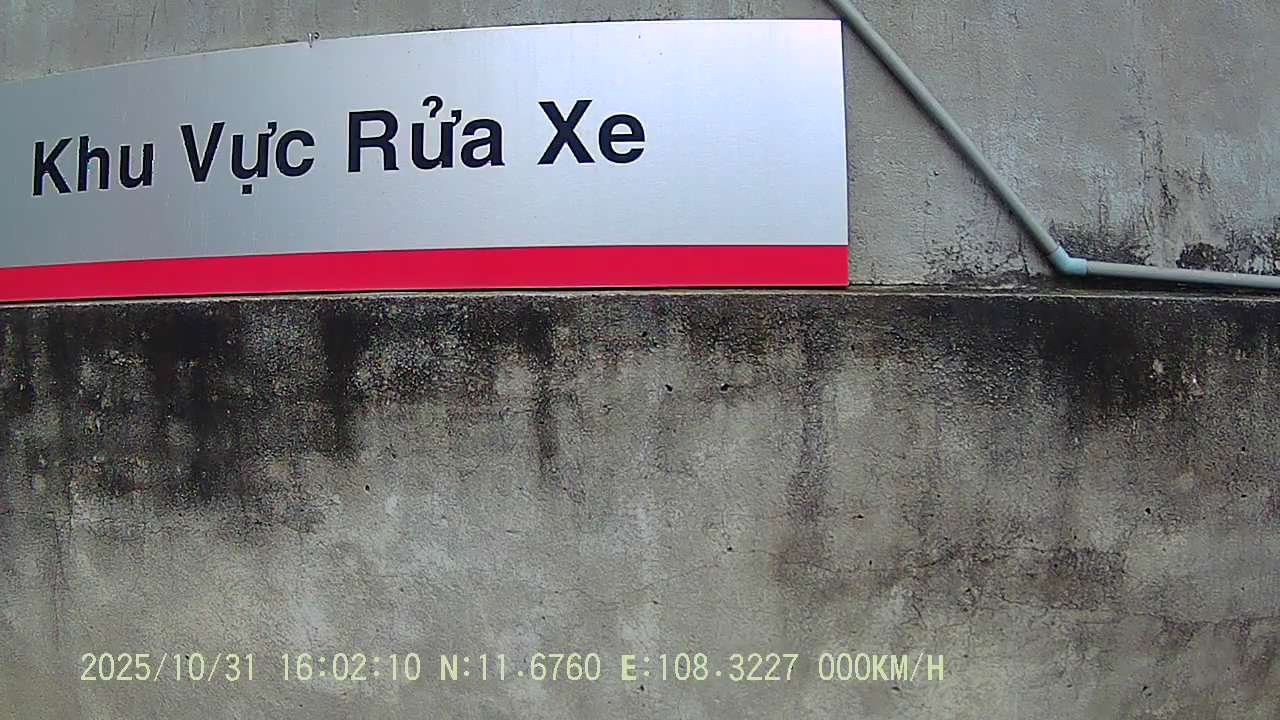 Khu Vực Rửa Xe
2025/10/31 16:02:10 N:11.6760 E:108.3227 000KM/H